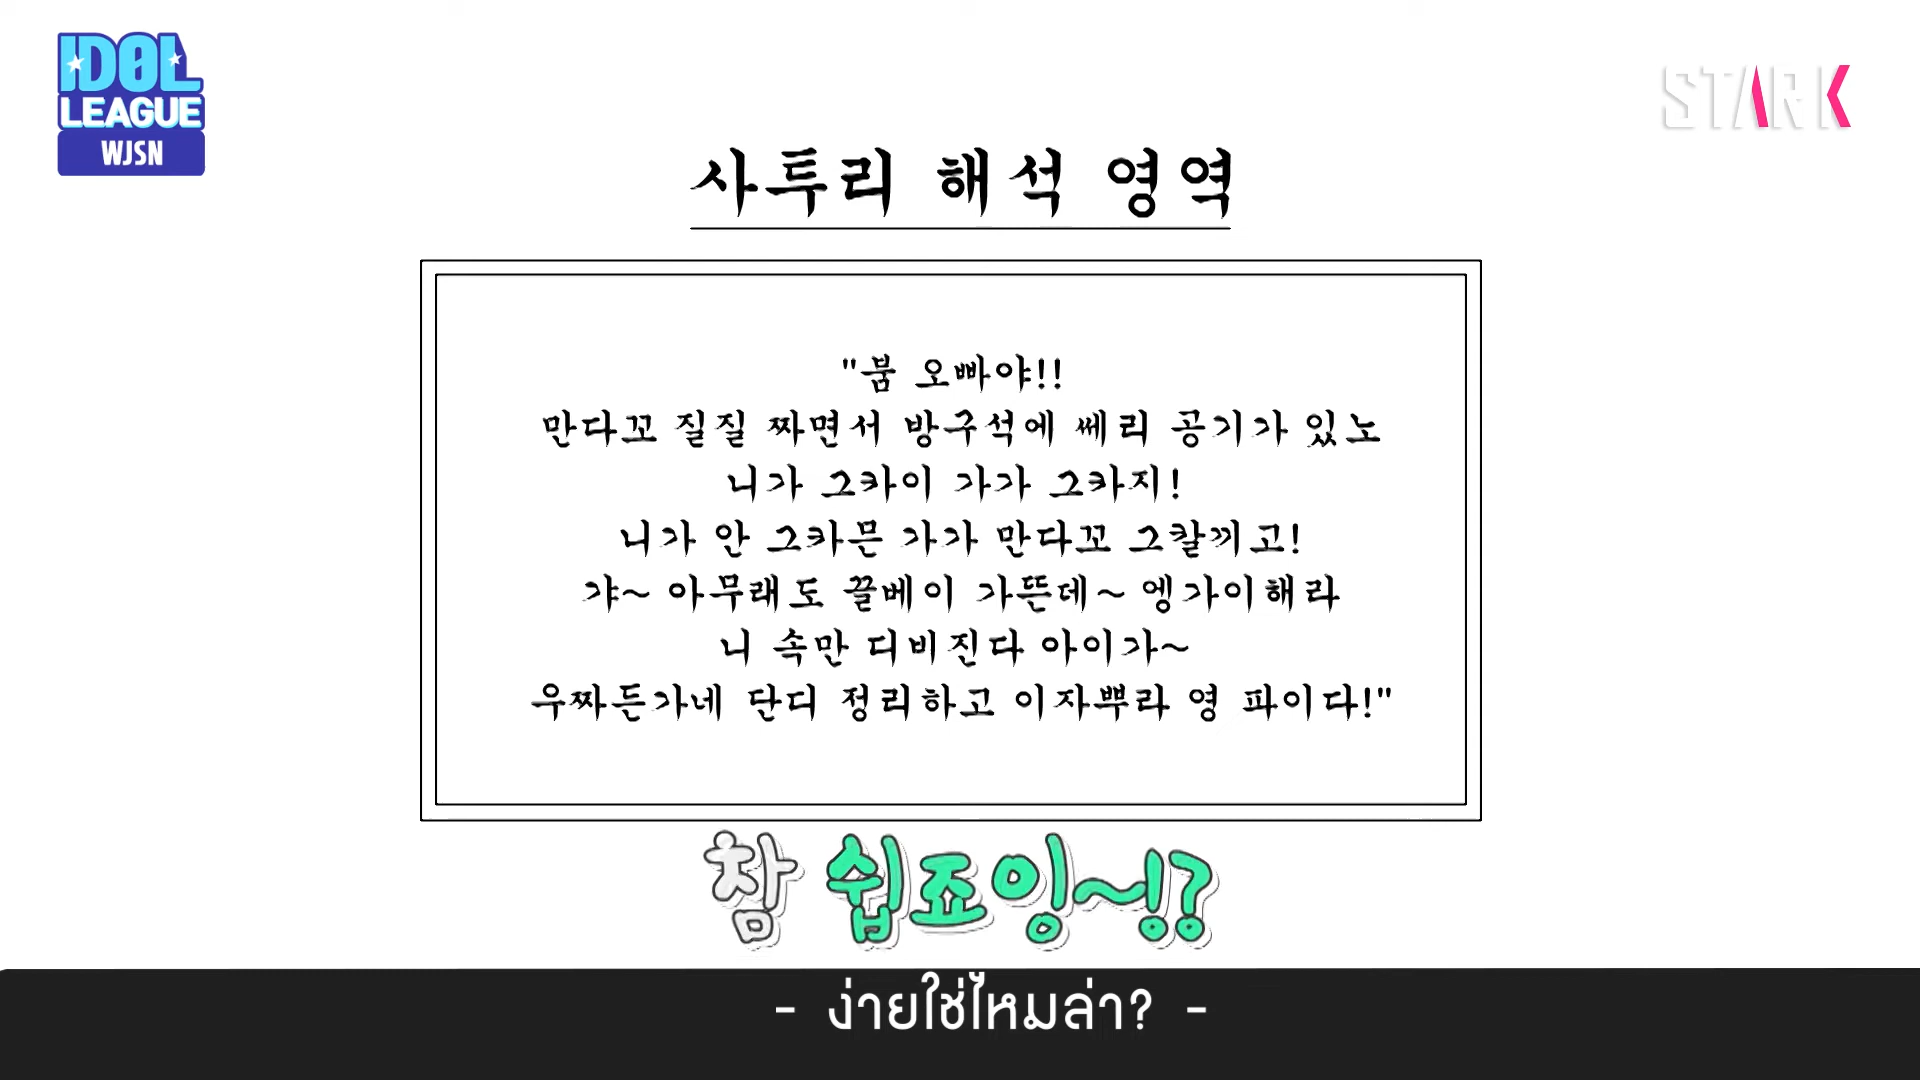 IDOL
LEAGUE
WJSN
STARK
사투리 해석 영역
"붐 오빠야!!
만다꼬 질질 짜면서 방구석에 쎄리 공기가 있노
니가 그카이 가가 그카지!
니가 안 그카믄 가가 만다꼬 그칼끼고!
갸~ 아무래도 끌베이 가뜬데~ 엥가이해라
니 속만 디비진다 아이가~
우짜든가네 단디 정리하고 이자뿌라 영 파이다!"
참 쉽죠잉~!?
- ง่ายใช่ไหมล่า? -